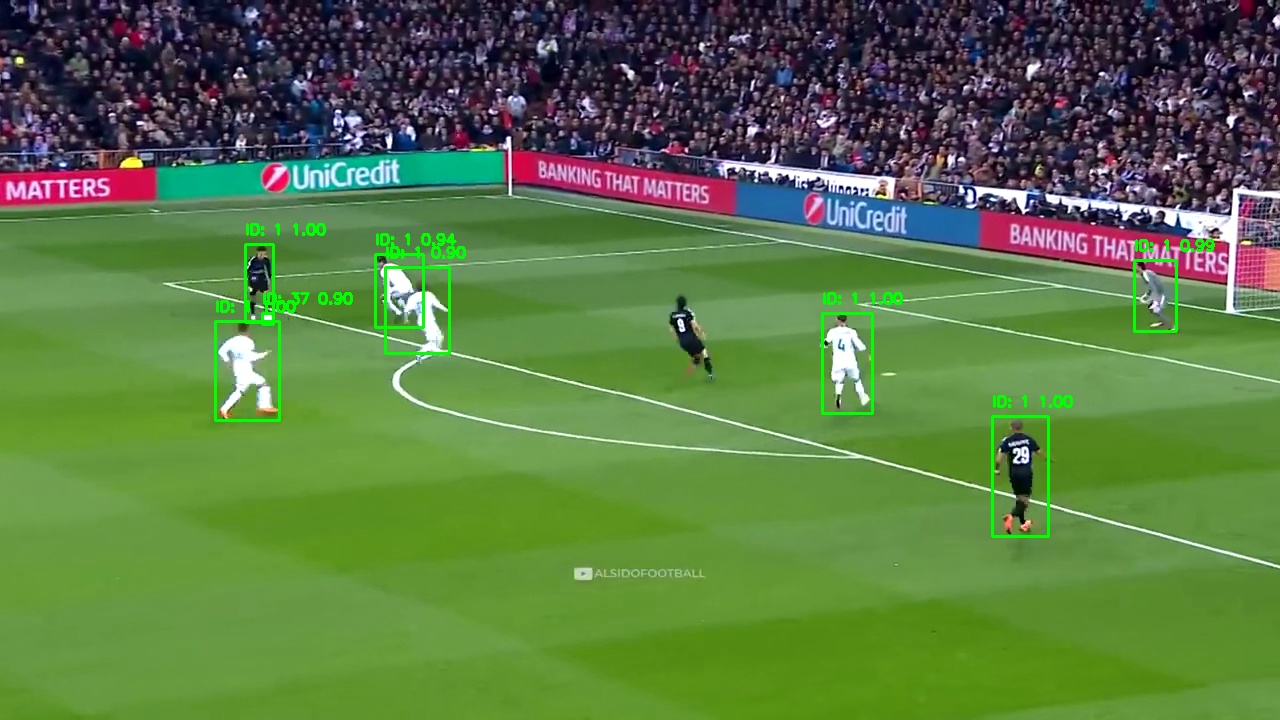 MATTERS
UniCredit
BANKING THAT MATTERS
UniCredit
BANKING THAT MATTERS
ID: 1 1.00
ID: 1 0.94
ID: 1 0.90
ID: 1 0.99
ID: 37 0.90
ID: 1 1.00
9
4
ID: 1 1.00
29
ALSIDOFOOTBALL